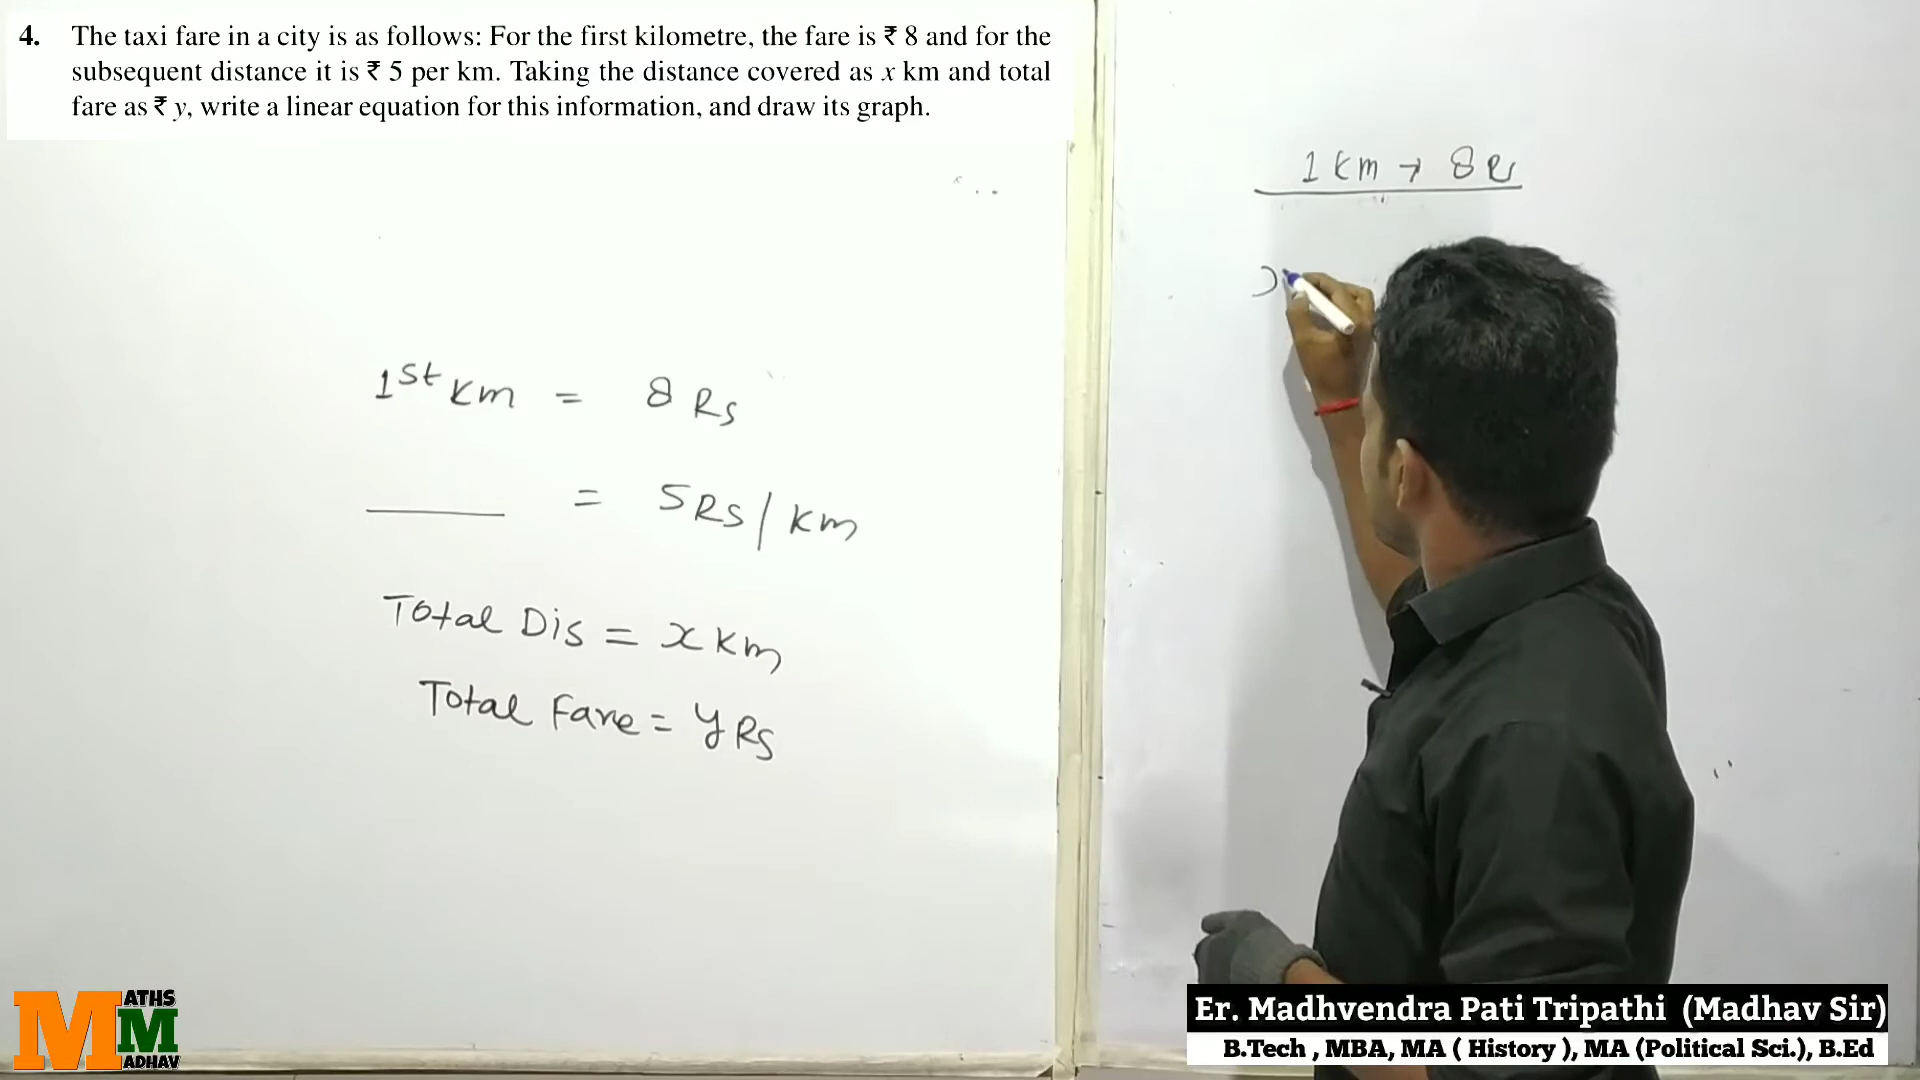 4. The taxi fare in a city is as follows: For the first kilometre, the fare is ₹ 8 and for the
subsequent distance it is ₹ 5 per km. Taking the distance covered as x km and total
fare as ₹ y, write a linear equation for this information, and draw its graph.
1st Km = 8 Rs
____ = 5 Rs / Km
Total Dis = x Km
Total Fare = y Rs
1 Km → 8 Rs
x
MATHS
MADHAV
Er. Madhvendra Pati Tripathi (Madhav Sir)
B.Tech , MBA, MA ( History ), MA (Political Sci.), B.Ed